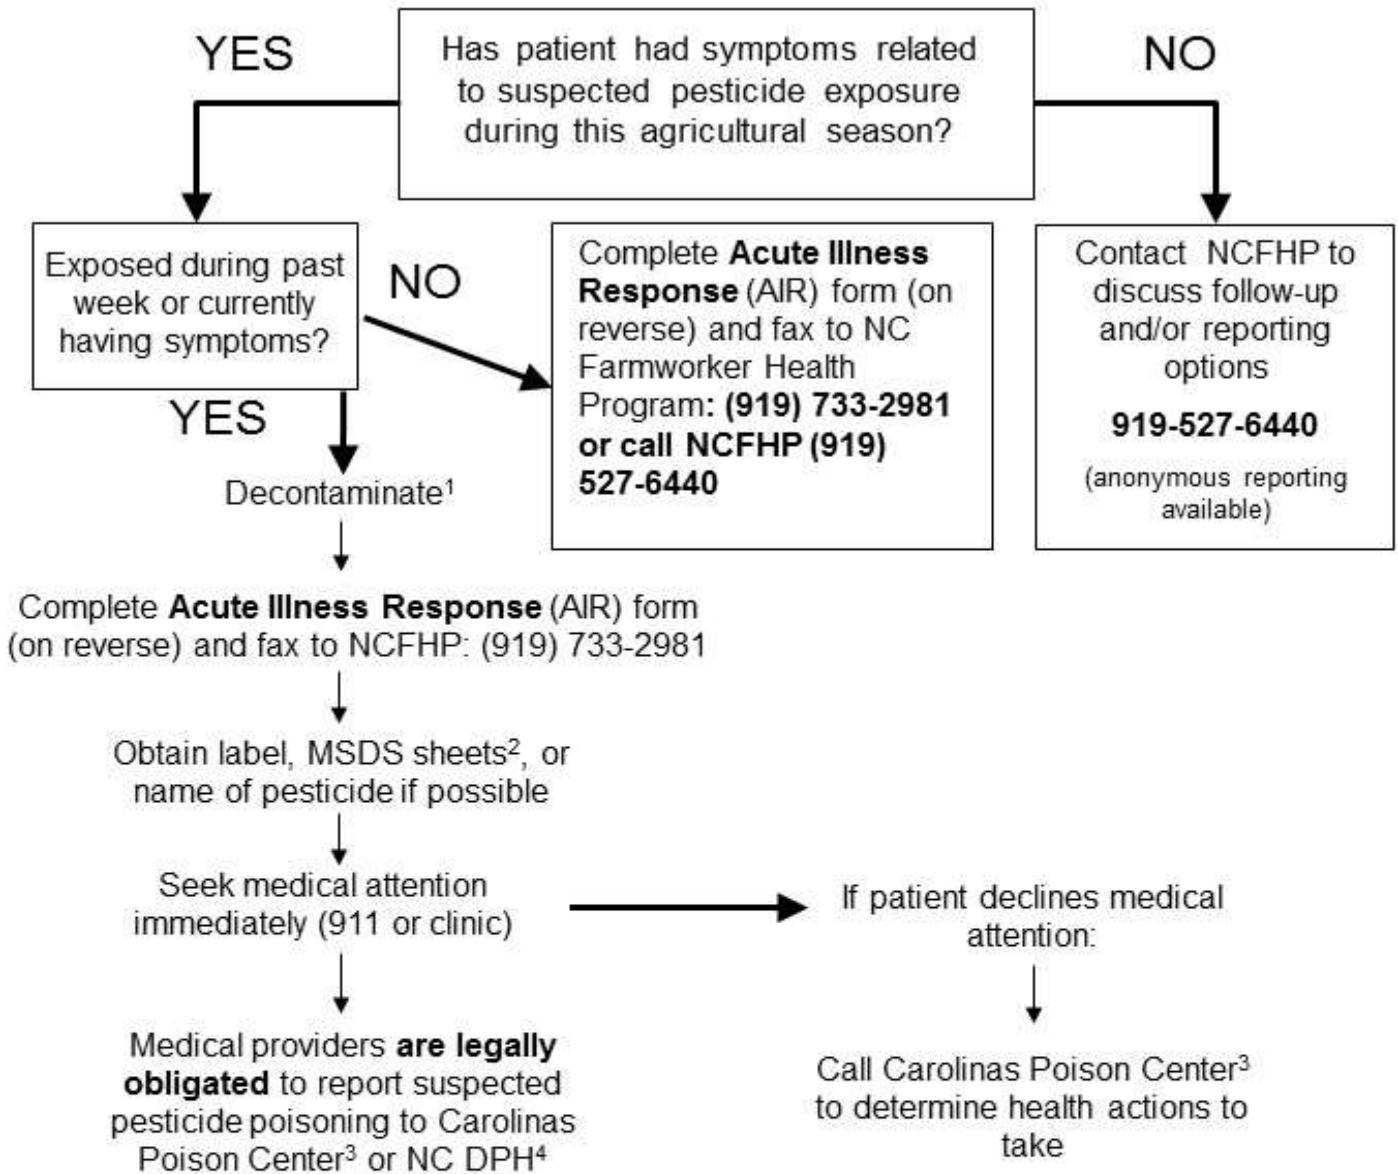 YES
Has patient had symptoms related
to suspected pesticide exposure
during this agricultural season?
NO
Exposed during past
week or currently
having symptoms?
NO
Complete Acute Illness
Response (AIR) form (on
reverse) and fax to NC
Farmworker Health
Program: (919) 733-2981
or call NCFHP (919)
527-6440
Contact NCFHP to
discuss follow-up
and/or reporting
options
919-527-6440
(anonymous reporting
available)
YES
Decontaminate¹
Complete Acute Illness Response (AIR) form
(on reverse) and fax to NCFHP: (919) 733-2981
Obtain label, MSDS sheets², or
name of pesticide if possible
Seek medical attention
immediately (911 or clinic)
If patient declines medical
attention:
Medical providers are legally
obligated to report suspected
pesticide poisoning to Carolinas
Poison Center³ or NC DPH⁴
Call Carolinas Poison Center³
to determine health actions to
take